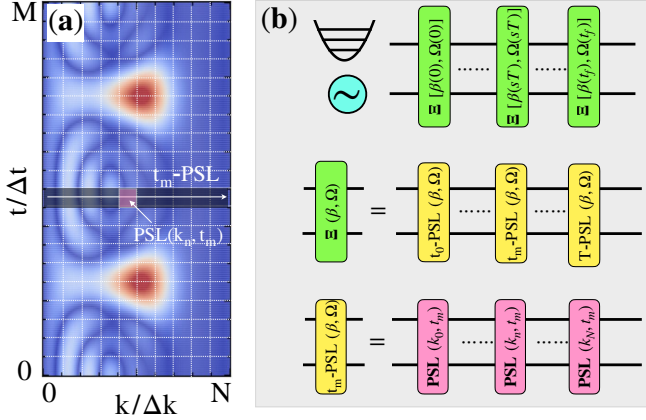 (a)
M
t/Δt
0
t_m-PSL
PSL(k_n, t_m)
0
N
k/Δk
(b)
Ξ [β(0), Ω(0)]
......
Ξ [β(sT), Ω(sT)]
......
Ξ [β(t_f), Ω(t_f)]
Ξ (β, Ω)
=
t_0-PSL (β, Ω)
......
t_m-PSL (β, Ω)
......
T-PSL (β, Ω)
t_m-PSL (β, Ω)
=
PSL (k_0, t_m)
......
PSL (k_n, t_m)
......
PSL (k_N, t_m)